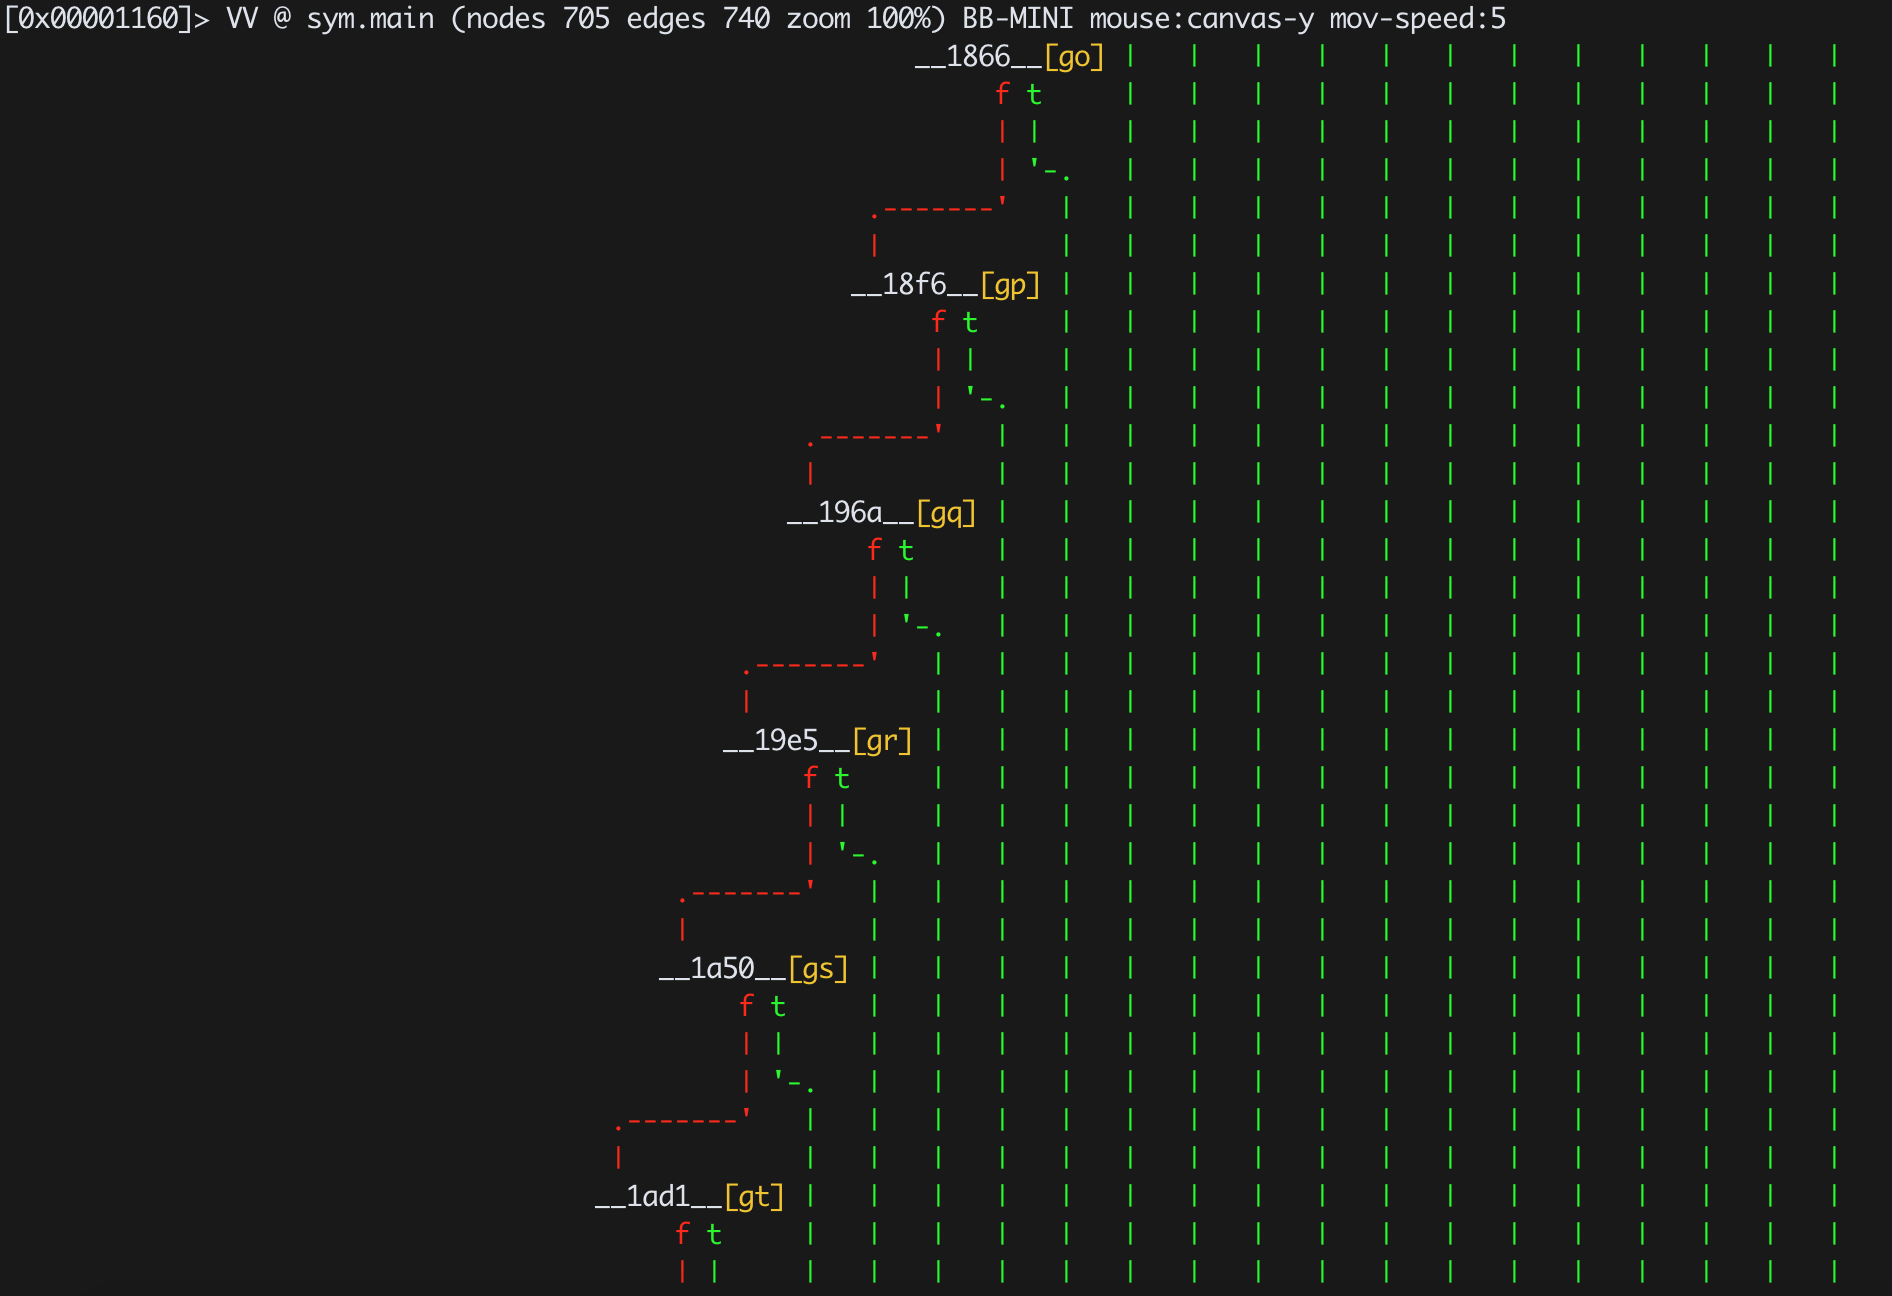 [0x00001160]> VV @ sym.main (nodes 705 edges 740 zoom 100%) BB-MINI mouse:canvas-y mov-speed:5
__1866__[go]
f t
__18f6__[gp]
f t
__196a__[gq]
f t
__19e5__[gr]
f t
__1a50__[gs]
f t
__1ad1__[gt]
f t